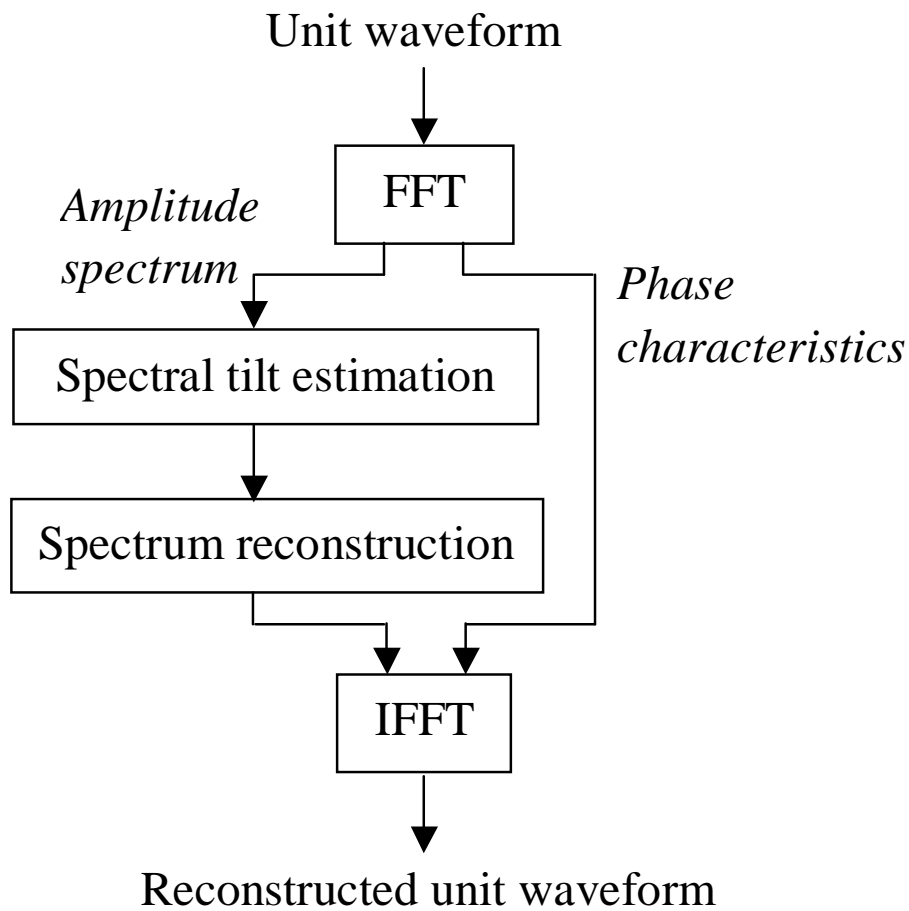 Unit waveform
FFT
Amplitude
spectrum
Phase
characteristics
Spectral tilt estimation
Spectrum reconstruction
IFFT
Reconstructed unit waveform